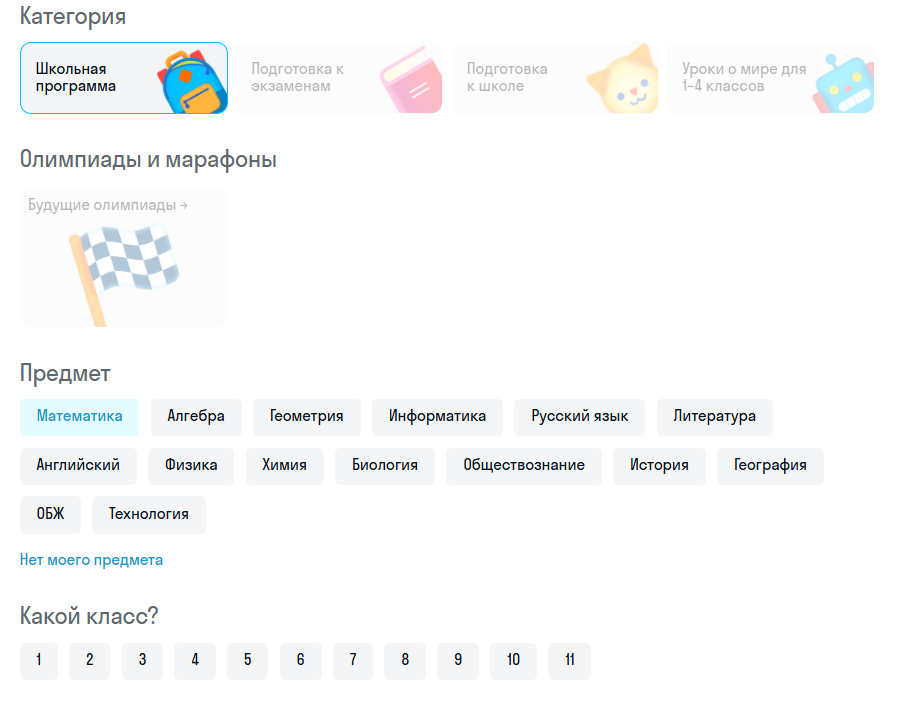 Категория
Школьная
программа
Подготовка к
экзаменам
Подготовка
к школе
Уроки о мире для
1–4 классов
Олимпиады и марафоны
Будущие олимпиады →
Предмет
Математика Алгебра Геометрия Информатика Русский язык Литература
Английский Физика Химия Биология Обществознание История География
ОБЖ Технология
Нет моего предмета
Какой класс?
1 2 3 4 5 6 7 8 9 10 11